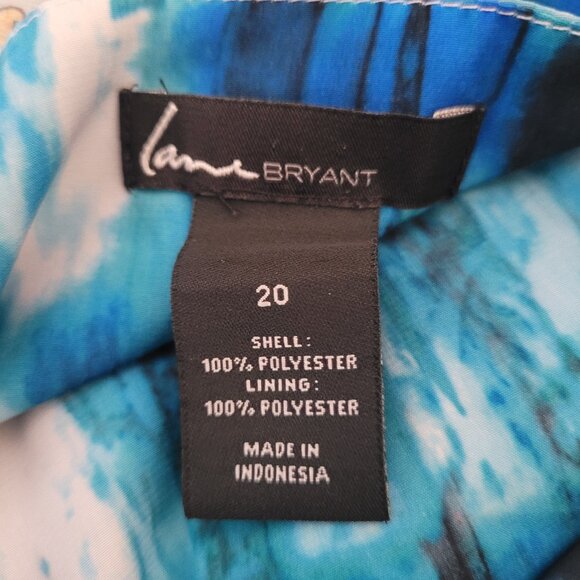 Lane BRYANT
20
SHELL:
100% POLYESTER
LINING:
100% POLYESTER
MADE IN
INDONESIA